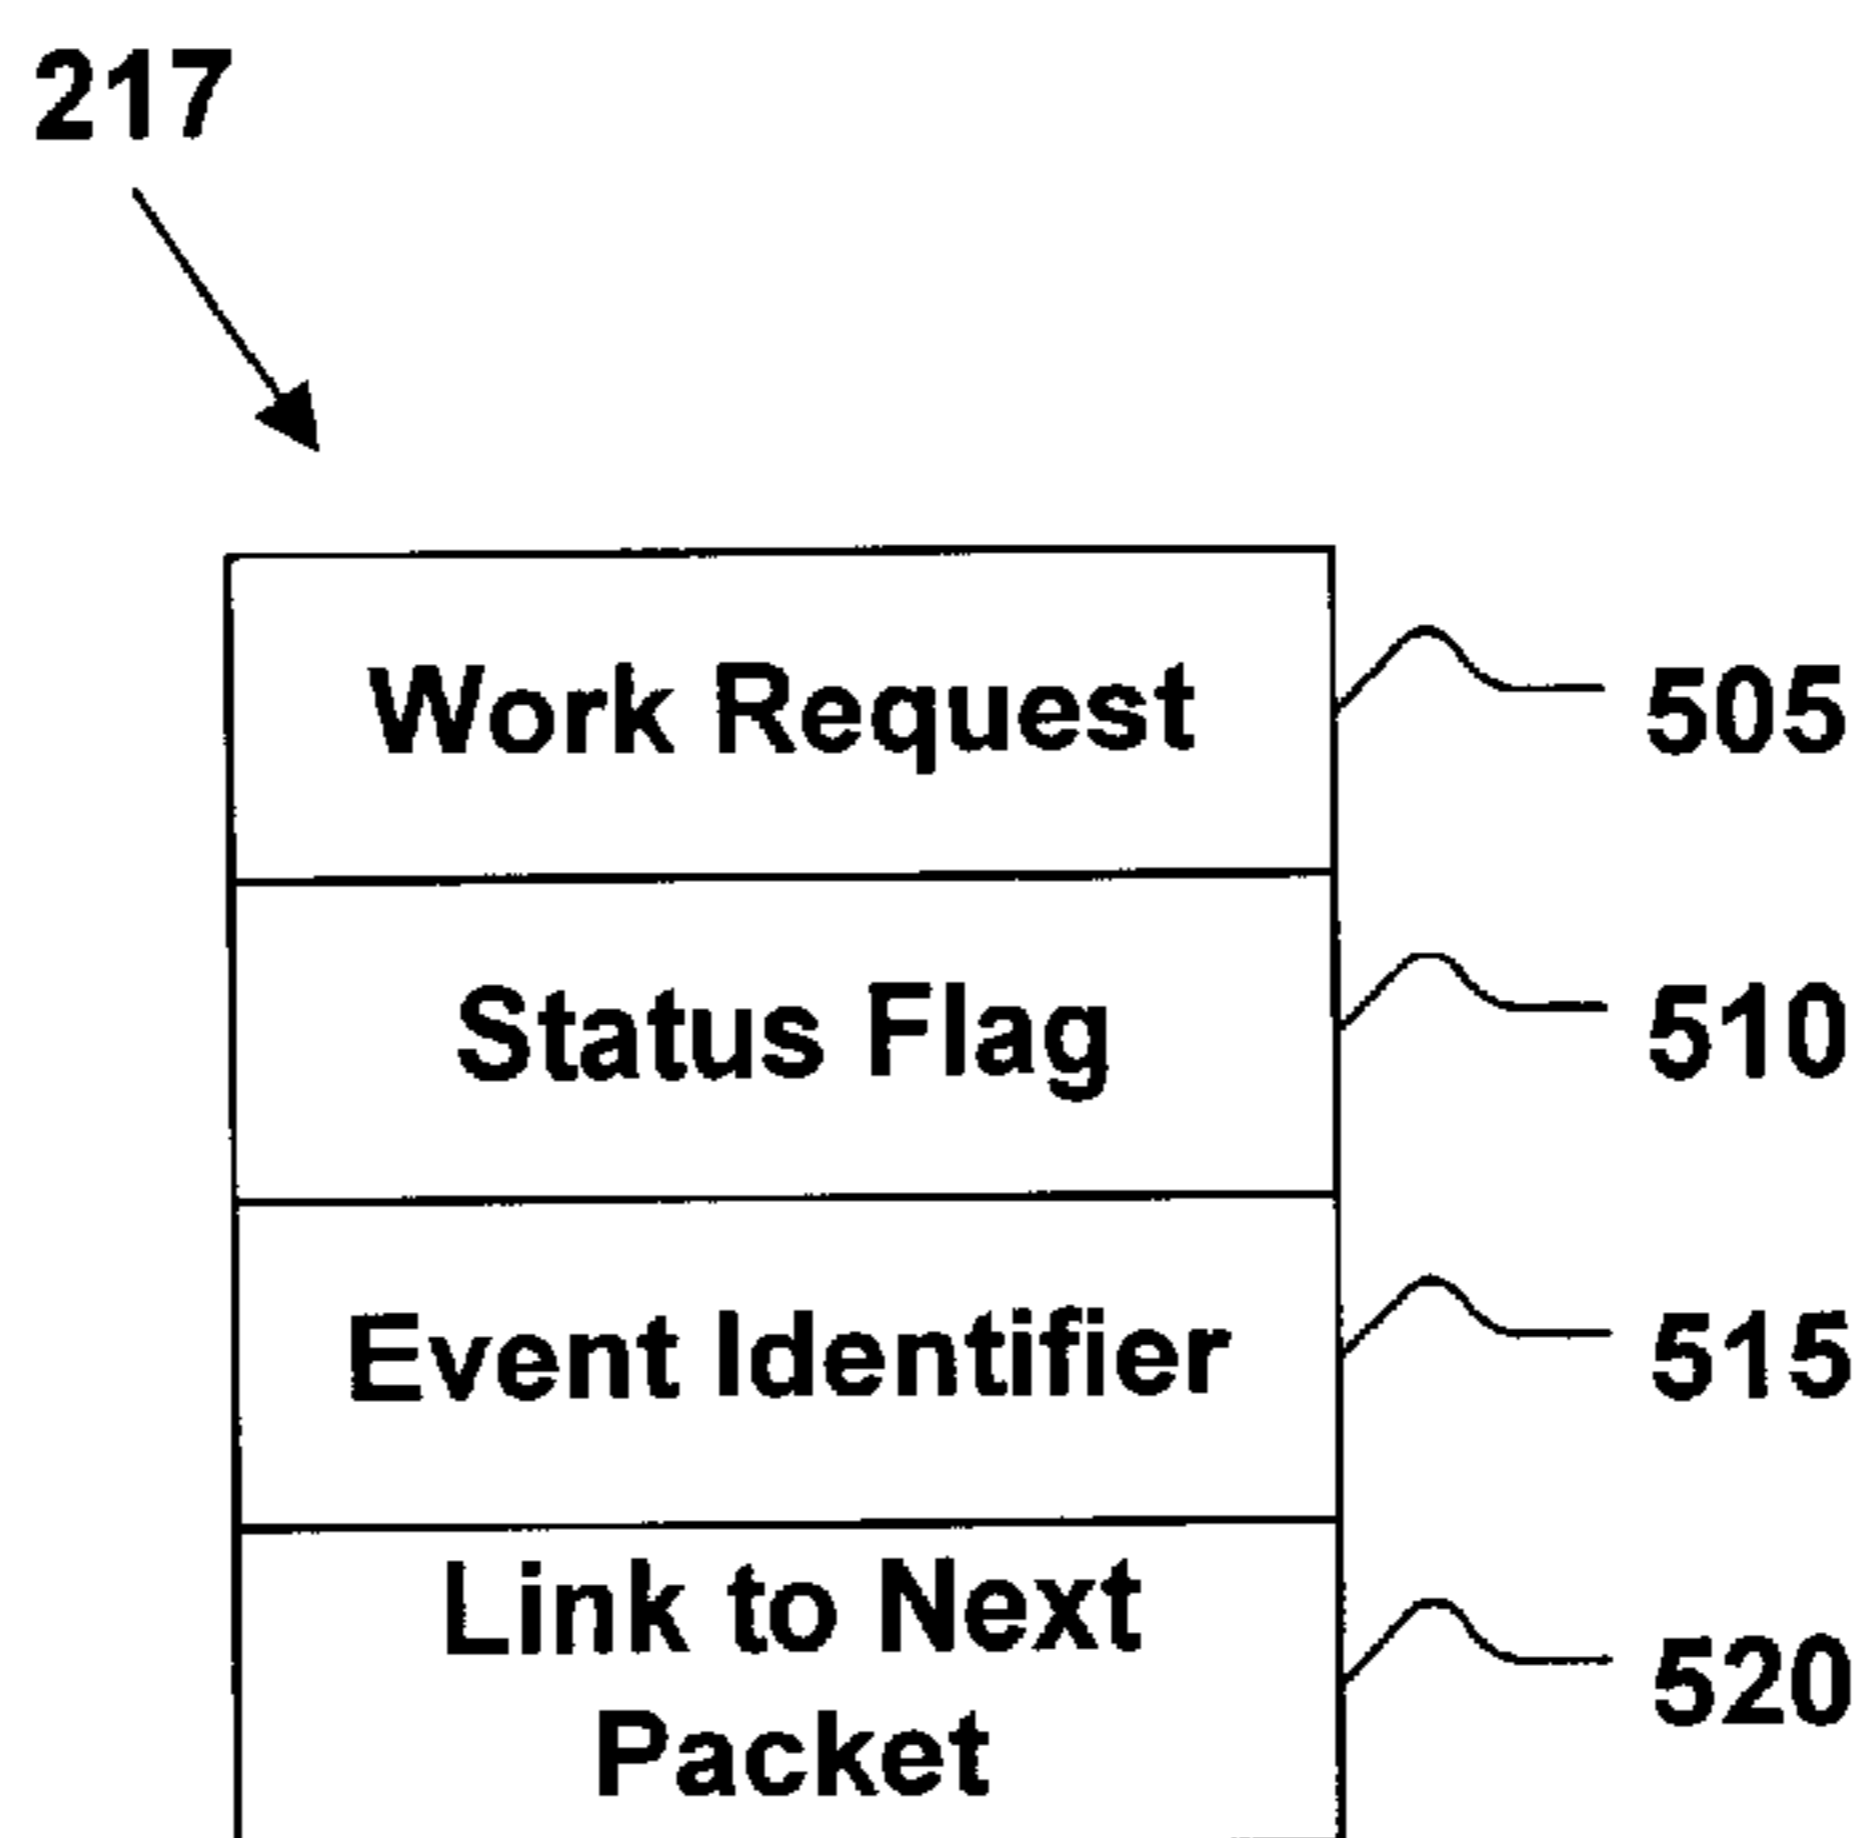 217
Work Request
505
Status Flag
510
Event Identifier
515
Link to Next
Packet
520